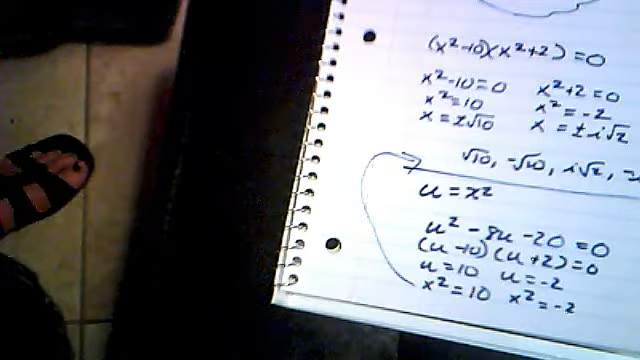 (x²-10)(x²+2)=0
x²-10=0 x²+2=0
x²=10 x²=-2
x=±√10 x=±i√2
√10, -√10, i√2,
u=x²
u²-8u-20=0
(u-10)(u+2)=0
u=10 u=-2
x²=10 x²=-2